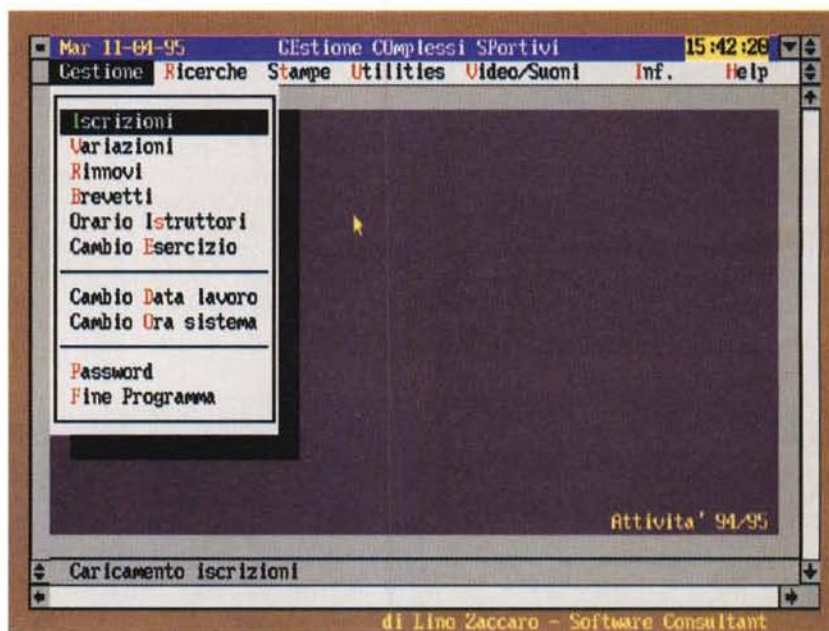 Mar 11-04-95 GEstione COmplessi SPortivi 15:42:20
Gestione Ricerche Stampe Utilities Video/Suoni Inf. Help
Iscrizioni
Variazioni
Rinnovi
Brevetti
Orario Istruttori
Cambio Esercizio
Cambio Data lavoro
Cambio Ora sistema
Password
Fine Programma
Attivita' 94/95
Caricamento iscrizioni
di Lino Zaccaro - Software Consultant